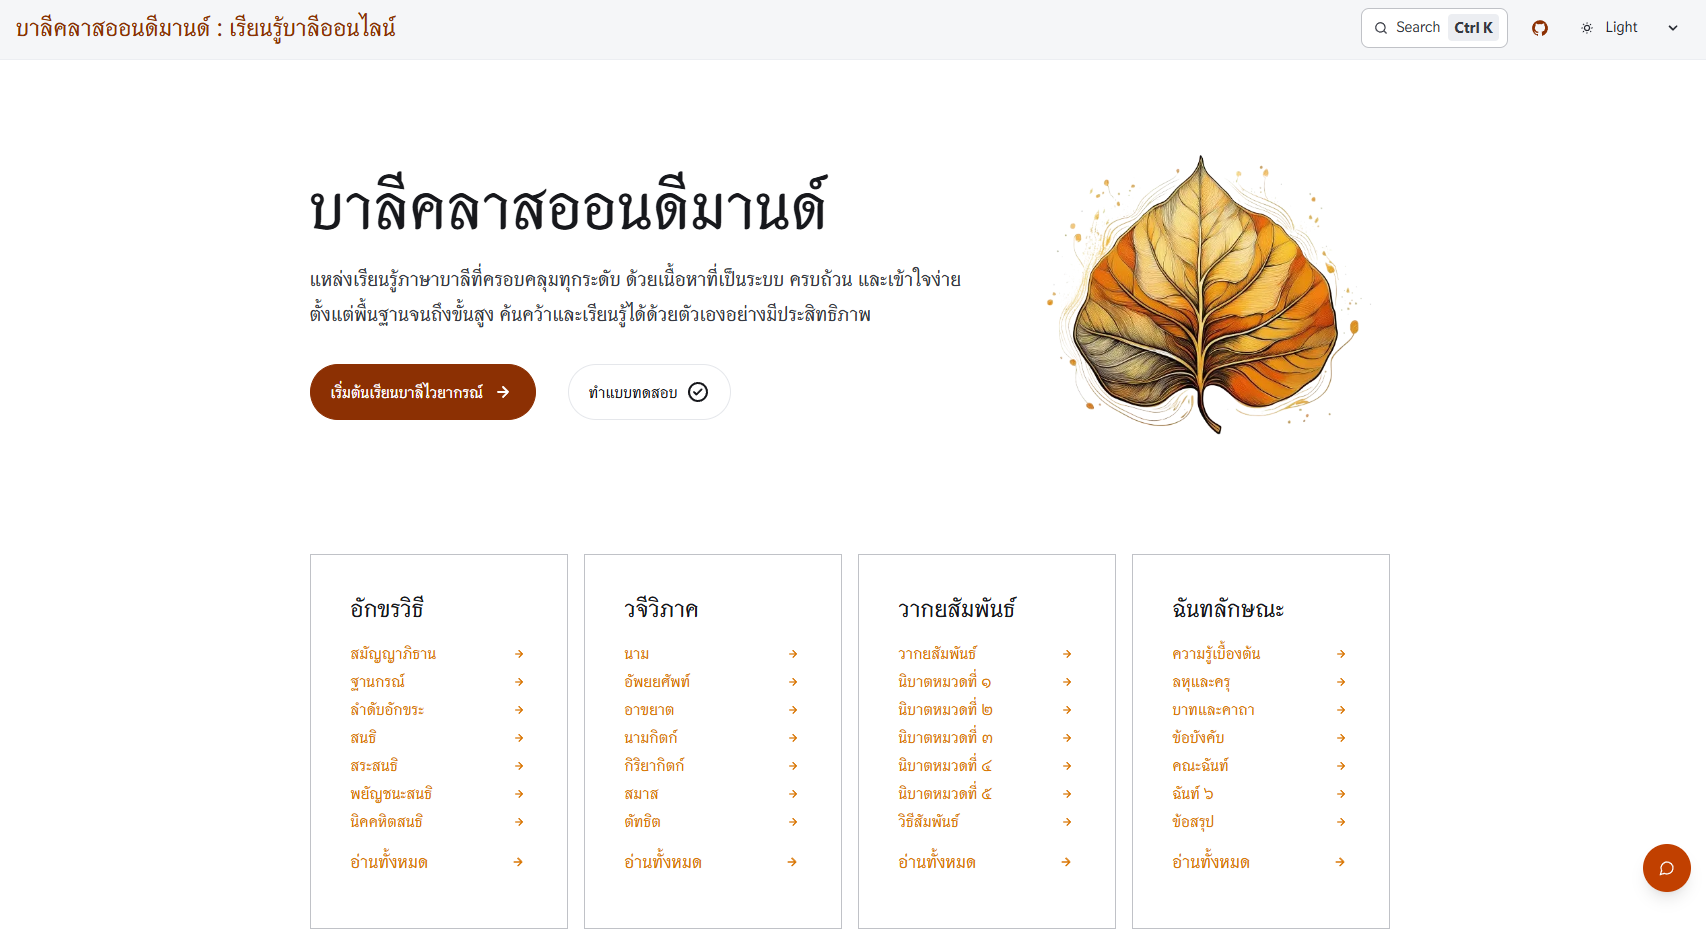 บาลีคลาสออนดีมานด์ : เรียนรู้บาลีออนไลน์
Search Ctrl K
Light
บาลีคลาสออนดีมานด์
แหล่งเรียนรู้ภาษาบาลีที่ครอบคลุมทุกระดับ ด้วยเนื้อหาที่เป็นระบบ ครบถ้วน และเข้าใจง่าย
ตั้งแต่พื้นฐานจนถึงขั้นสูง ค้นคว้าและเรียนรู้ได้ด้วยตัวเองอย่างมีประสิทธิภาพ
เริ่มต้นเรียนบาลีไวยากรณ์
ทำแบบทดสอบ
อักขรวิธี
สมัญญาภิธาน
ฐานกรณ์
ลำดับอักขระ
สนธิ
สระสนธิ
พยัญชนะสนธิ
นิคคหิตสนธิ
อ่านทั้งหมด
วจีวิภาค
นาม
อัพยยศัพท์
อาขยาต
นามกิตก์
กิริยากิตก์
สมาส
ตัทธิต
อ่านทั้งหมด
วากยสัมพันธ์
วากยสัมพันธ์
นิบาตหมวดที่ ๑
นิบาตหมวดที่ ๒
นิบาตหมวดที่ ๓
นิบาตหมวดที่ ๔
นิบาตหมวดที่ ๕
วิธีสัมพันธ์
อ่านทั้งหมด
ฉันทลักษณะ
ความรู้เบื้องต้น
ลหุและครุ
บาทและคาถา
ข้อบังคับ
คณะฉันท์
ฉันท์ ๖
ข้อสรุป
อ่านทั้งหมด